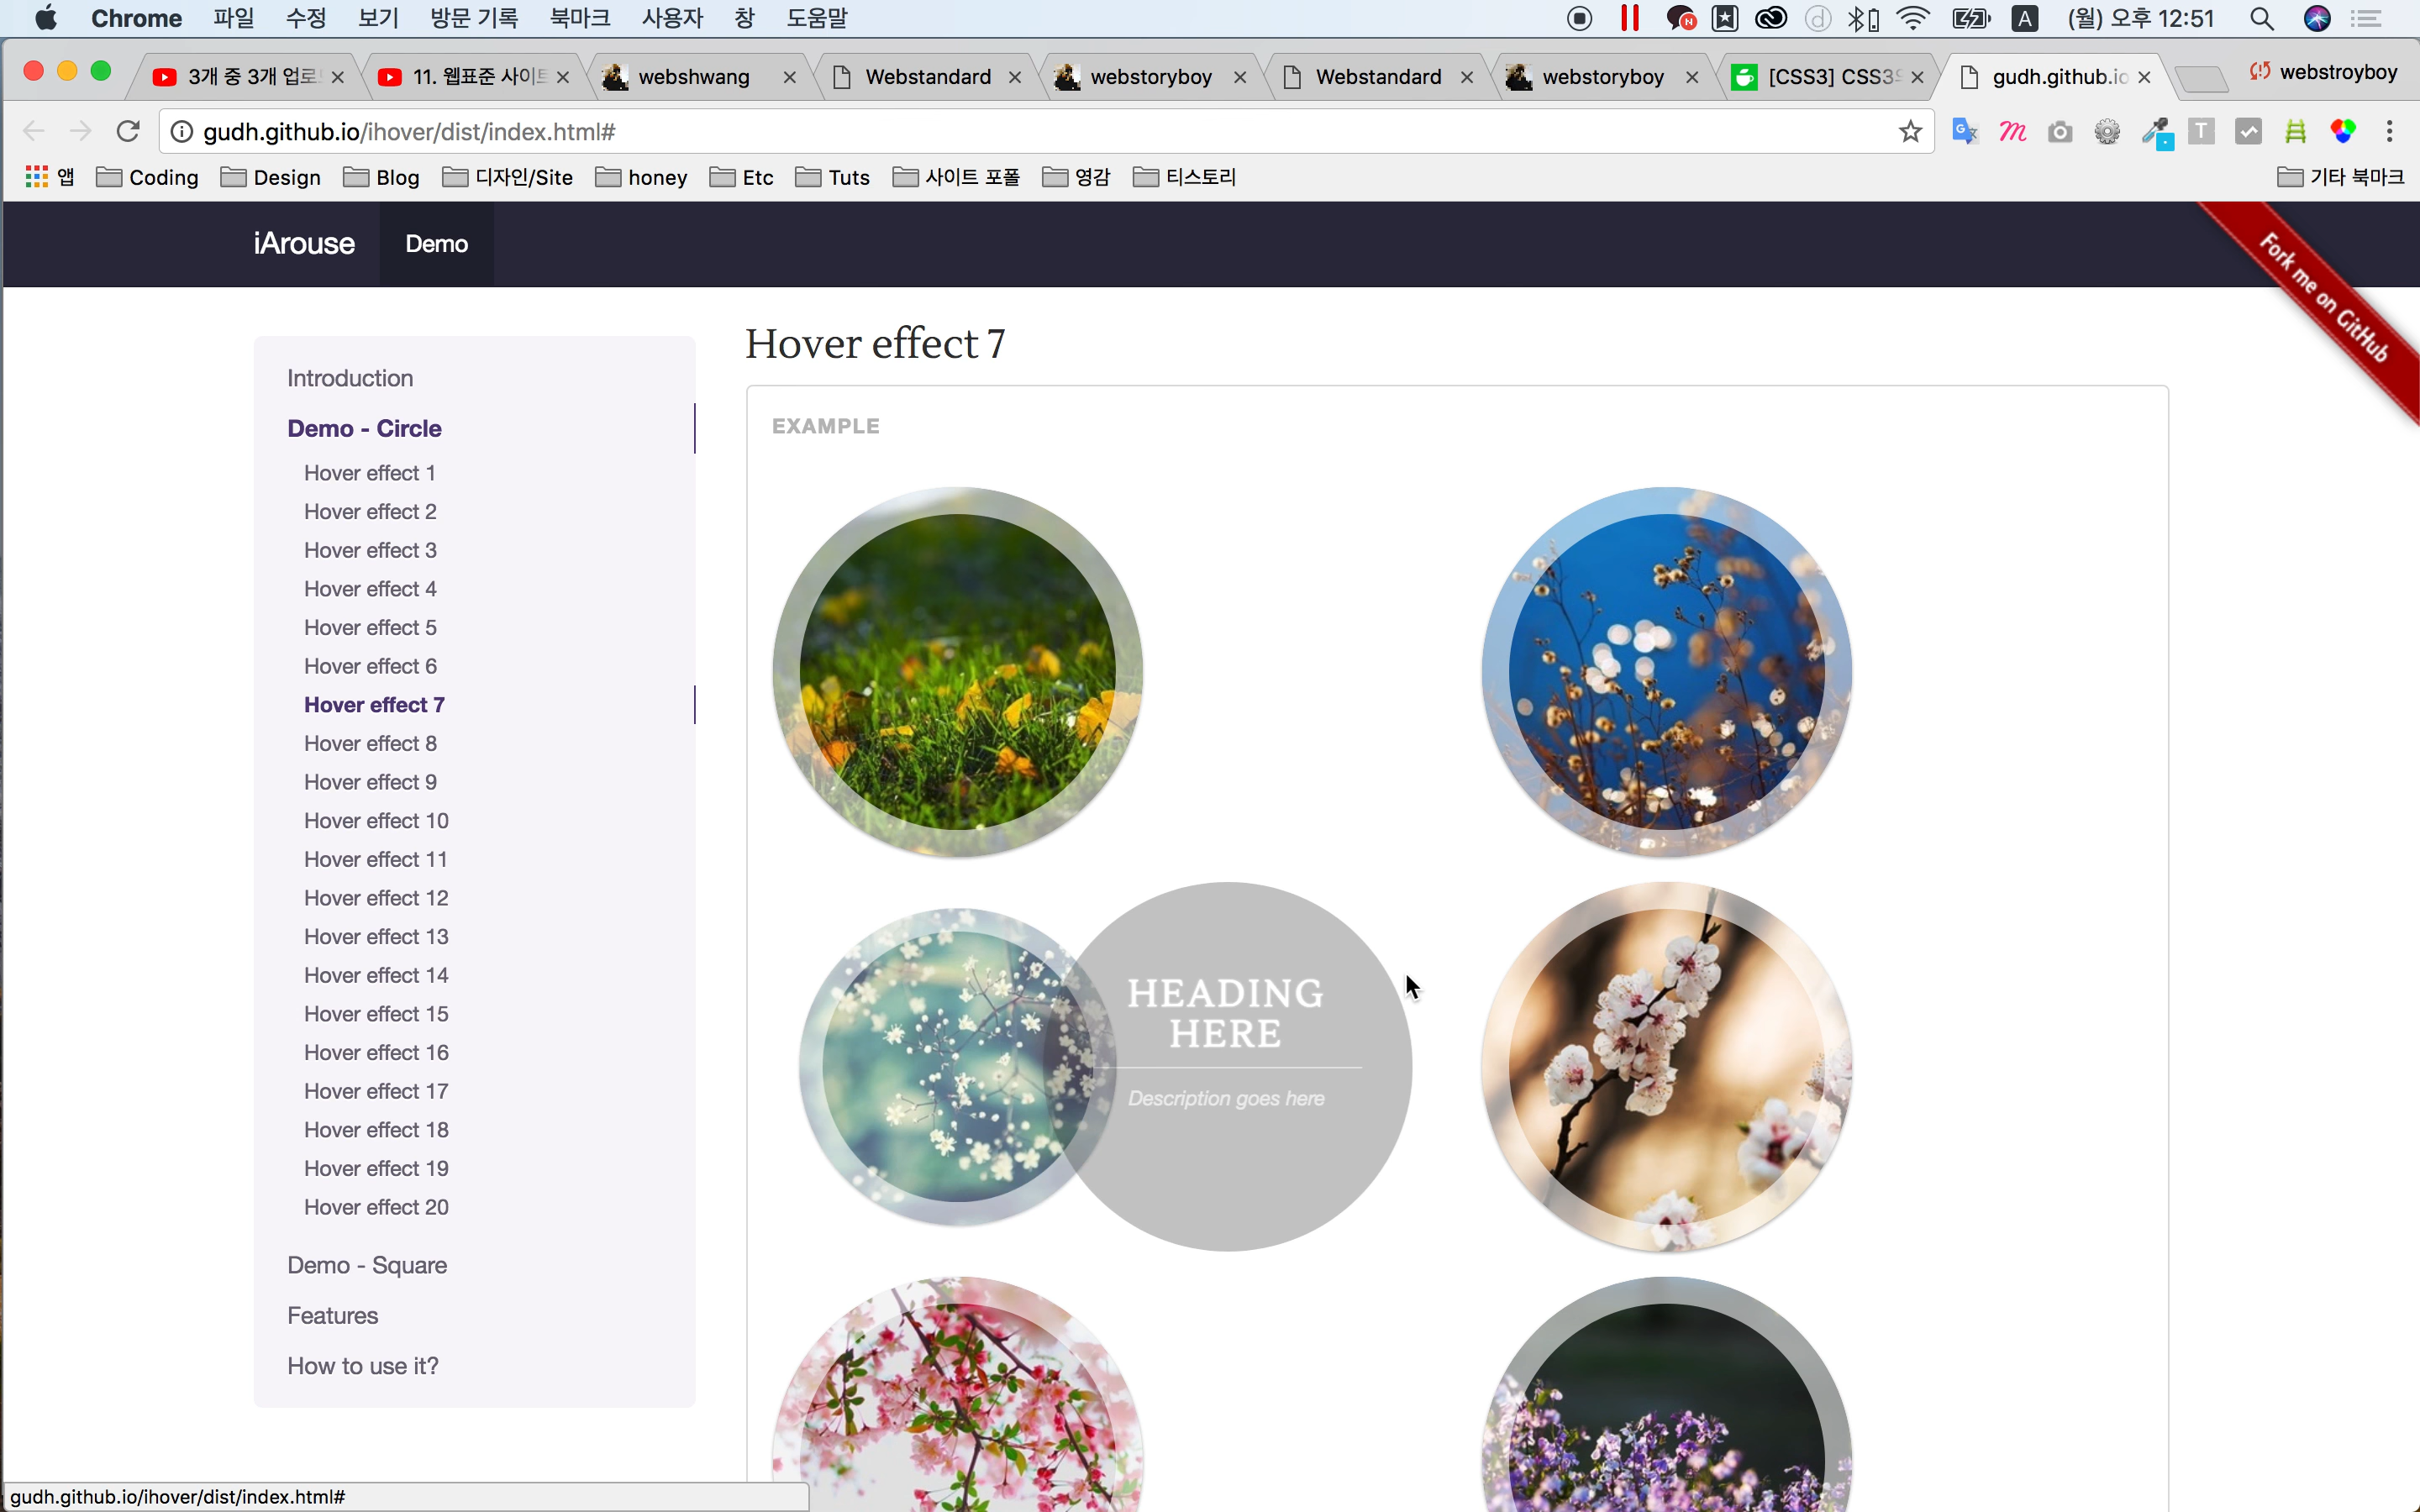 Chrome 파일 수정 보기 방문 기록 북마크 사용자 창 도움말 A (월) 오후 12:51
3개 중 3개 업로 11. 웹표준 사이트 webshwang Webstandard webstoryboy Webstandard webstoryboy [CSS3] CSS3 gudh.github.io webstroyboy
gudh.github.io/ihover/dist/index.html#
앱 Coding Design Blog 디자인/Site honey Etc Tuts 사이트 포폴 영감 티스토리 기타 북마크
iArouse Demo
Fork me on GitHub
Hover effect 7
Introduction
Demo - Circle
Hover effect 1
Hover effect 2
Hover effect 3
Hover effect 4
Hover effect 5
Hover effect 6
Hover effect 7
Hover effect 8
Hover effect 9
Hover effect 10
Hover effect 11
Hover effect 12
Hover effect 13
Hover effect 14
Hover effect 15
Hover effect 16
Hover effect 17
Hover effect 18
Hover effect 19
Hover effect 20
Demo - Square
Features
How to use it?
EXAMPLE
HEADING
HERE
Description goes here
gudh.github.io/ihover/dist/index.html#